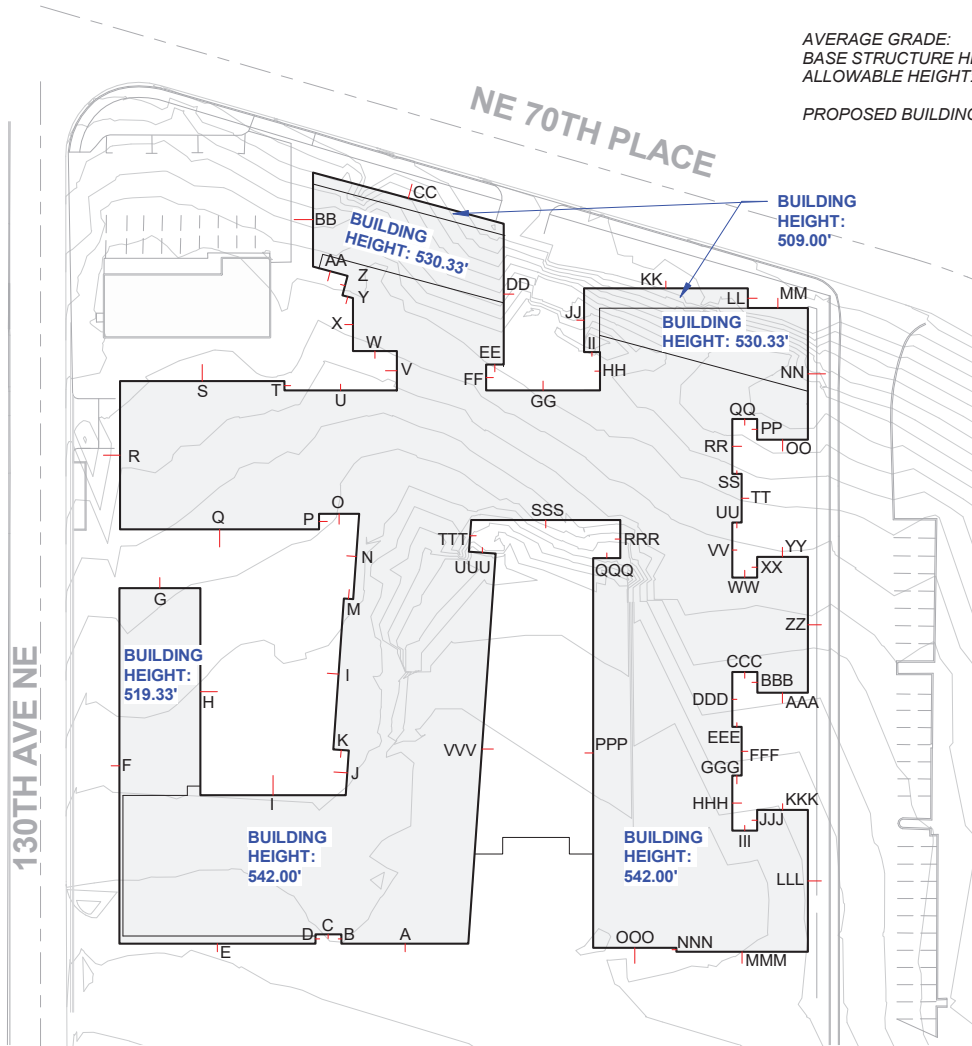 AVERAGE GRADE:
BASE STRUCTURE HE
ALLOWABLE HEIGHT:
PROPOSED BUILDING
NE 70TH PLACE
130TH AVE NE
BUILDING
HEIGHT:
509.00'
BUILDING
HEIGHT: 530.33'
BUILDING
HEIGHT: 530.33'
BUILDING
HEIGHT:
519.33'
BUILDING
HEIGHT:
542.00'
BUILDING
HEIGHT:
542.00'
CC
BB
AA
Z
Y
X
W
V
DD
EE
FF
GG
HH
II
JJ
KK
LL
MM
NN
OO
PP
QQ
RR
SS
TT
UU
VV
WW
XX
YY
ZZ
S
T
U
R
Q
P
O
N
M
I
K
J
I
G
H
F
E
D
C
B
A
SSS
TTT
UUU
RRR
QQQ
VVV
PPP
CCC
BBB
AAA
DDD
EEE
FFF
GGG
HHH
III
JJJ
KKK
LLL
MMM
NNN
OOO